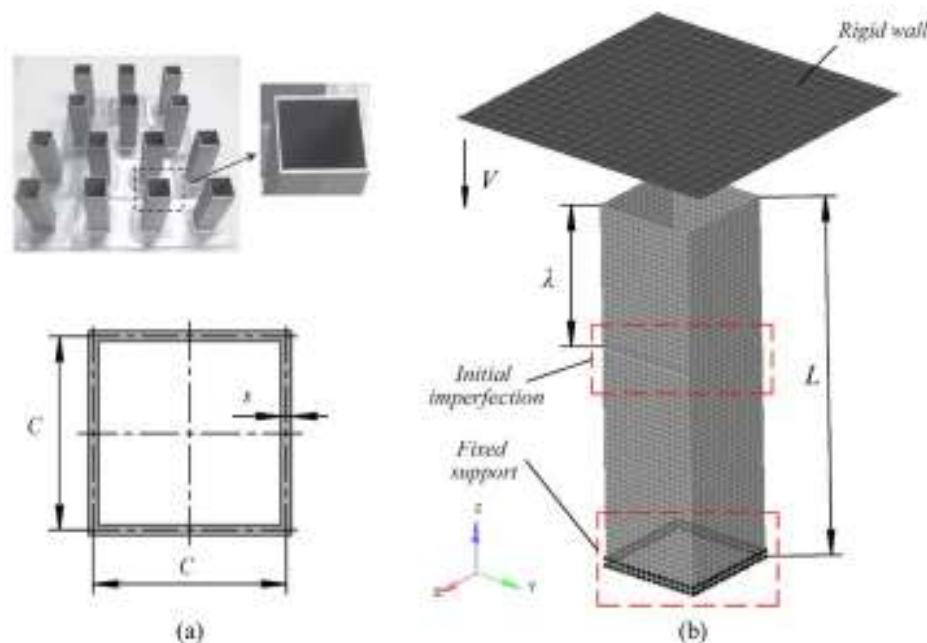 Rigid wall
V
λ
Initial
imperfection
L
Fixed
support
Z
Y
C
C
(a)
(b)